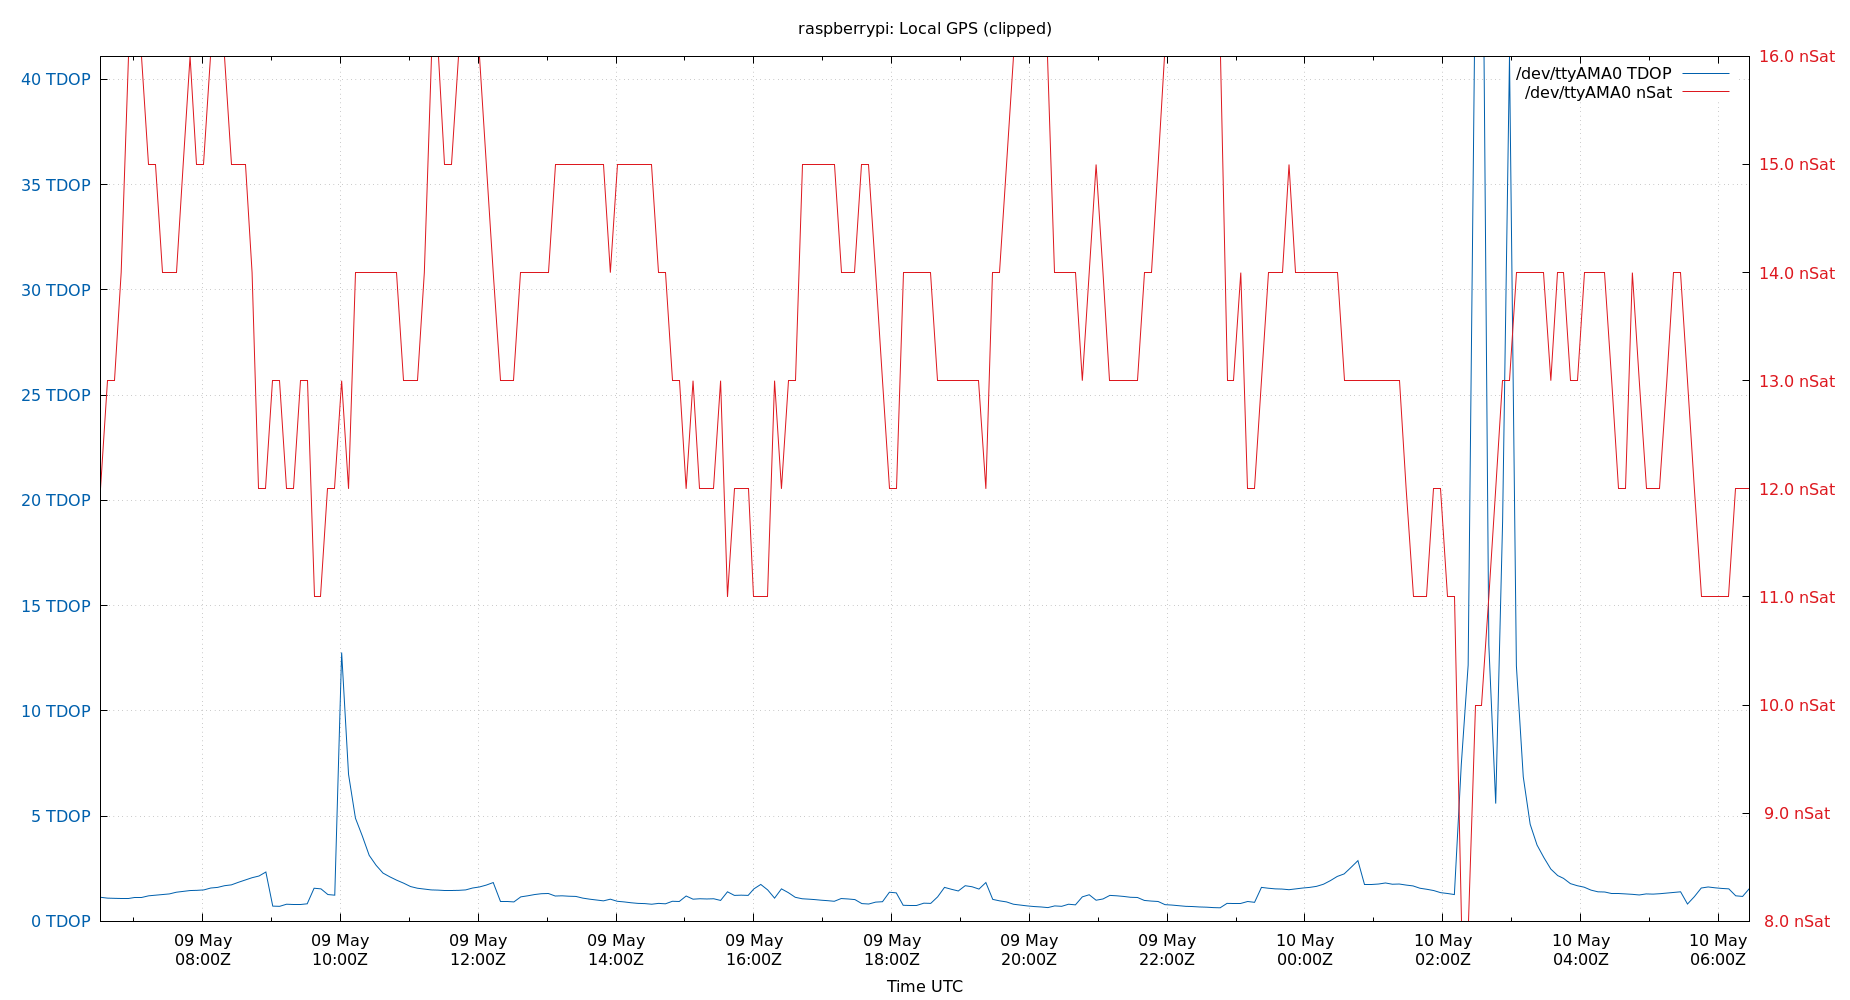 raspberrypi: Local GPS (clipped)
/dev/ttyAMA0 TDOP
/dev/ttyAMA0 nSat
40 TDOP
35 TDOP
30 TDOP
25 TDOP
20 TDOP
15 TDOP
10 TDOP
5 TDOP
0 TDOP
16.0 nSat
15.0 nSat
14.0 nSat
13.0 nSat
12.0 nSat
11.0 nSat
10.0 nSat
9.0 nSat
8.0 nSat
09 May
08:00Z
09 May
10:00Z
09 May
12:00Z
09 May
14:00Z
09 May
16:00Z
09 May
18:00Z
09 May
20:00Z
09 May
22:00Z
10 May
00:00Z
10 May
02:00Z
10 May
04:00Z
10 May
06:00Z
Time UTC